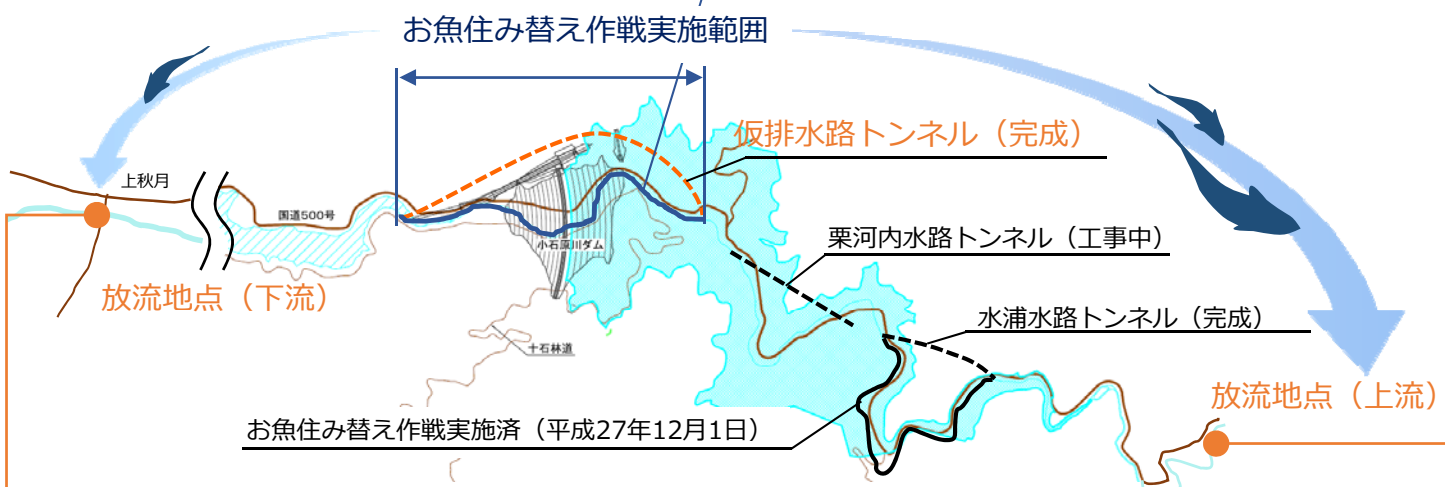 お魚住み替え作戦実施範囲
仮排水路トンネル（完成）
上秋月
国道500号
小石原川ダム
栗河内水路トンネル（工事中）
放流地点（下流）
水浦水路トンネル（完成）
十石林道
放流地点（上流）
お魚住み替え作戦実施済（平成27年12月1日）